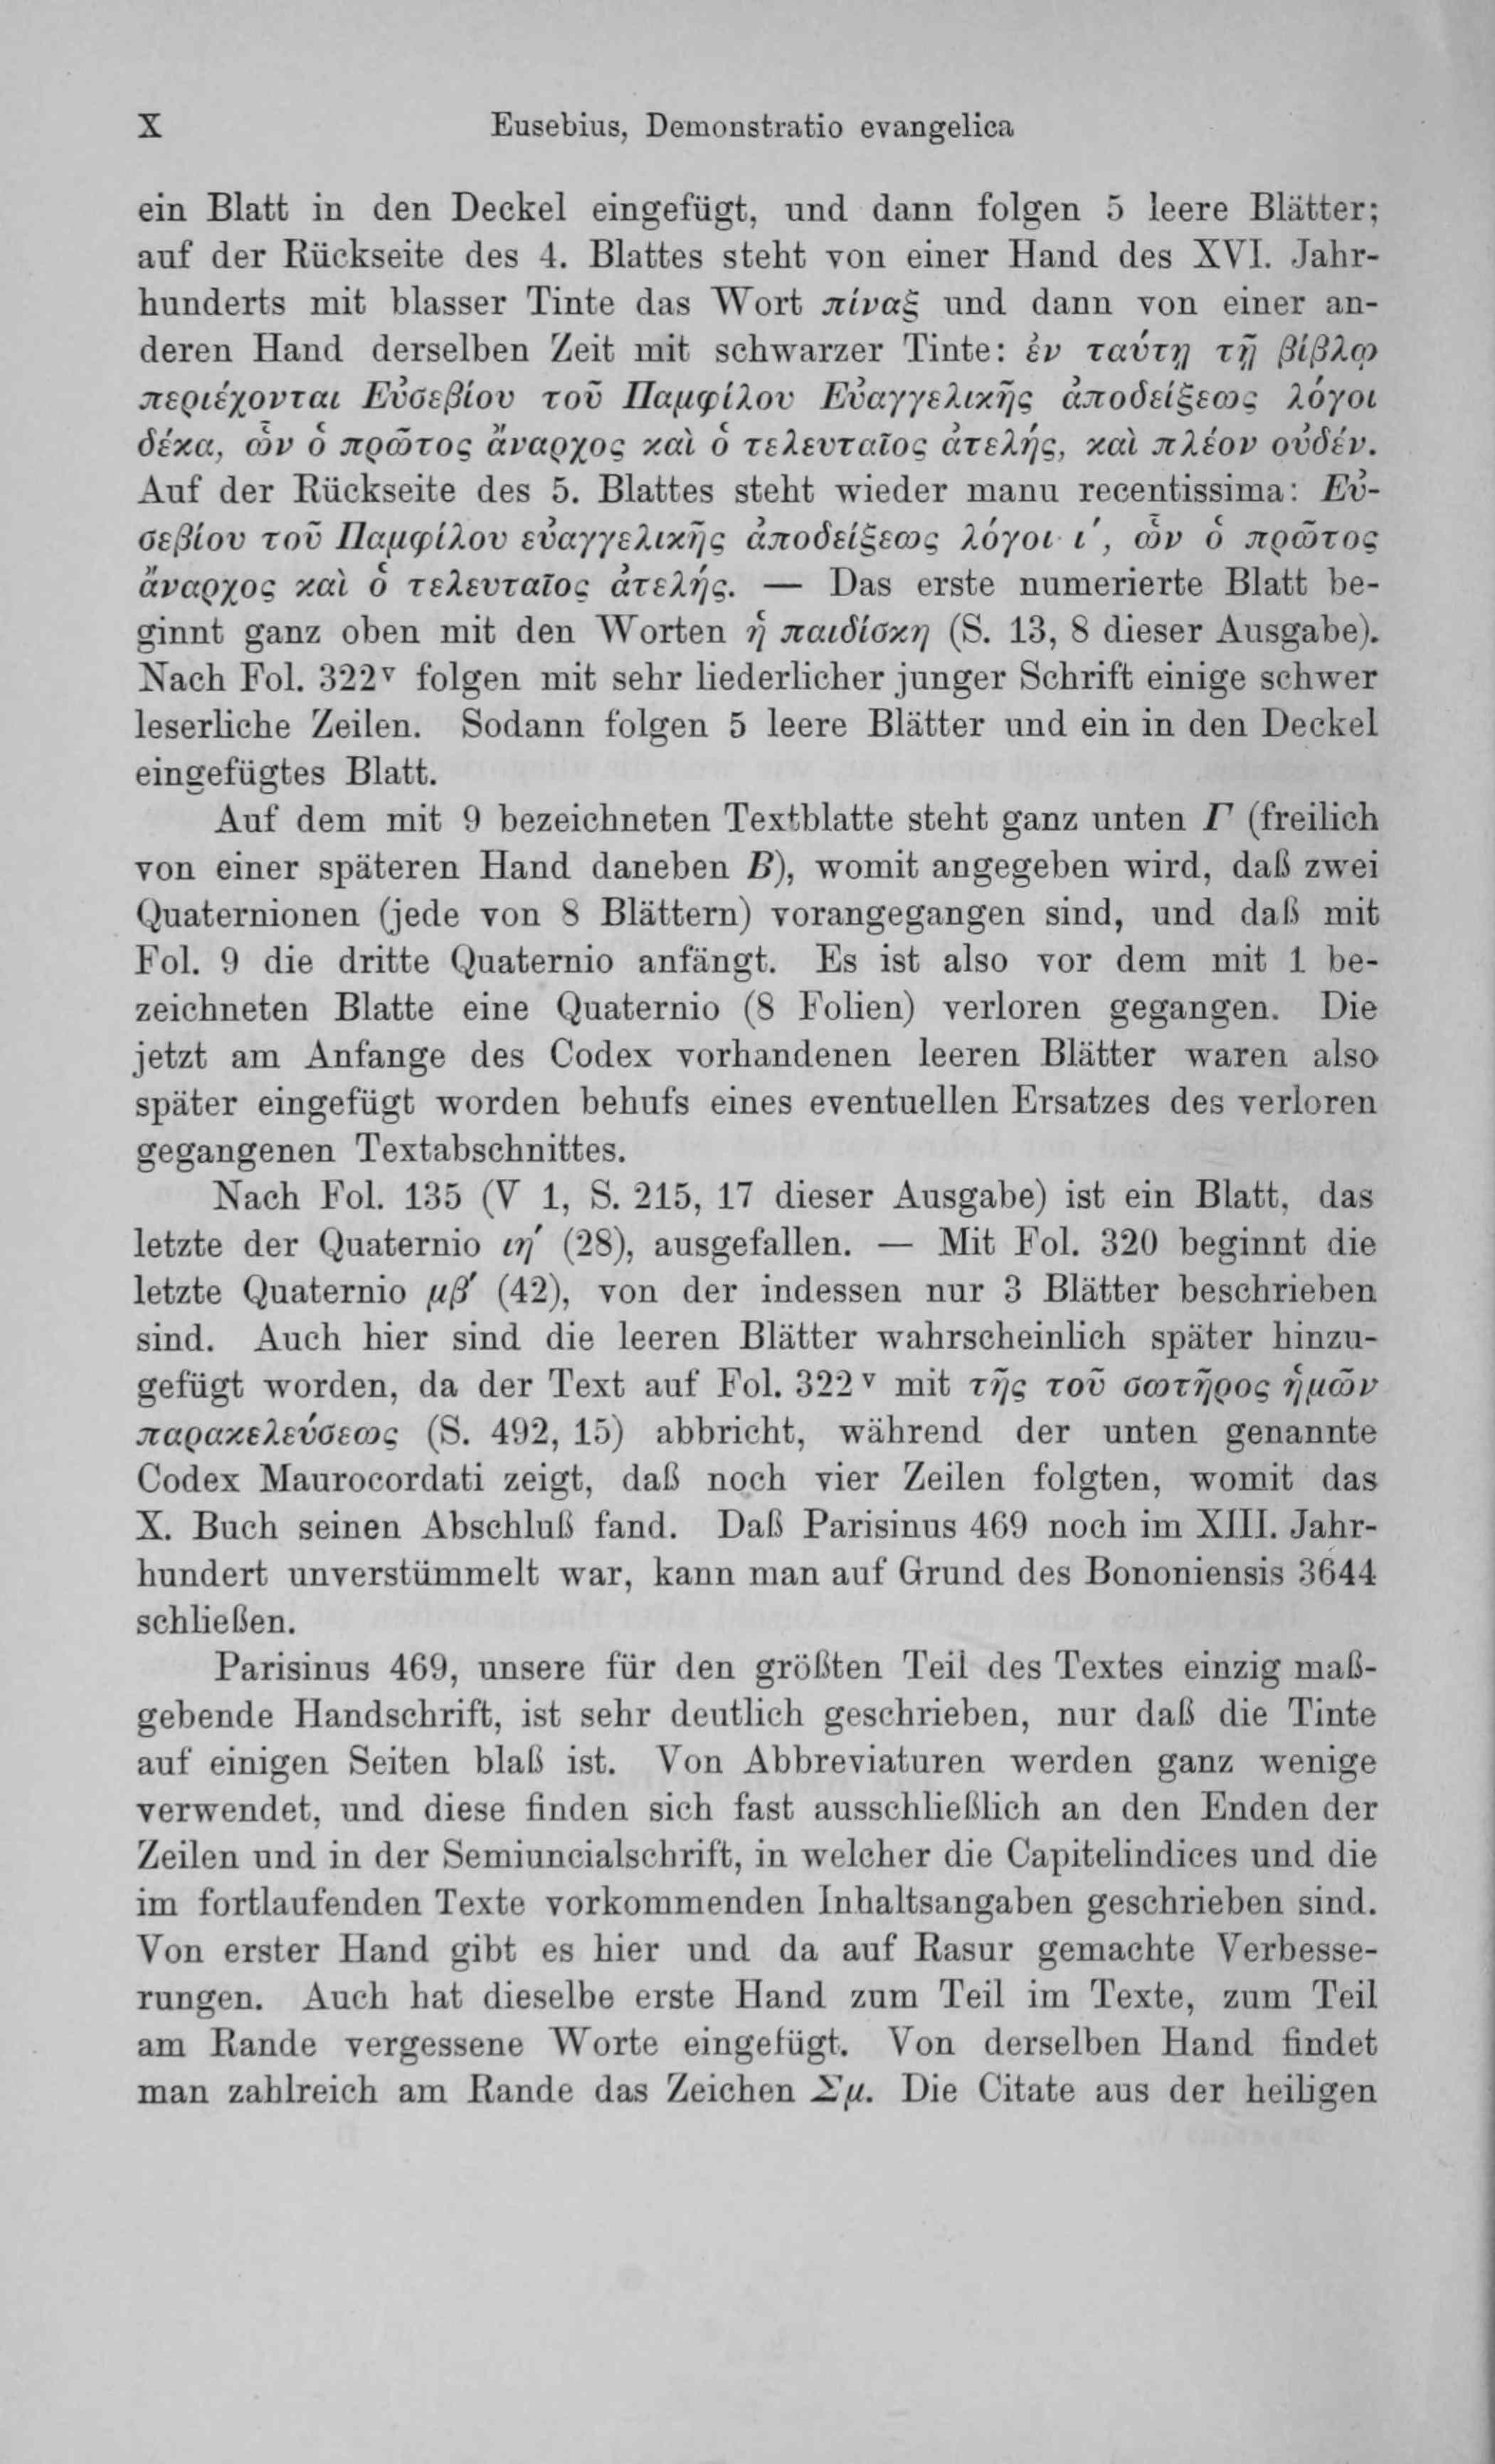 X Eusebius, Demonstratio evangelica
ein Blatt in den Deckel eingefügt, und dann folgen 5 leere Blätter;
auf der Rückseite des 4. Blattes steht von einer Hand des XVI. Jahr-
hunderts mit blasser Tinte das Wort πίναξ und dann von einer an-
deren Hand derselben Zeit mit schwarzer Tinte: ἐν ταύτῃ τῇ βίβλῳ
περιέχονται Εὐσεβίου τοῦ Παμφίλου Εὐαγγελικῆς ἀποδείξεως λόγοι
δέκα, ὧν ὁ πρῶτος ἄναρχος καὶ ὁ τελευταῖος ἀτελής, καὶ πλέον οὐδέν.
Auf der Rückseite des 5. Blattes steht wieder manu recentissima: Εὐ-
σεβίου τοῦ Παμφίλου εὐαγγελικῆς ἀποδείξεως λόγοι ι´, ὧν ὁ πρῶτος
ἄναρχος καὶ ὁ τελευταῖος ἀτελής. — Das erste numerierte Blatt be-
ginnt ganz oben mit den Worten ἡ παιδίσκη (S. 13, 8 dieser Ausgabe).
Nach Fol. 322ᵛ folgen mit sehr liederlicher junger Schrift einige schwer
leserliche Zeilen. Sodann folgen 5 leere Blätter und ein in den Deckel
eingefügtes Blatt.
Auf dem mit 9 bezeichneten Textblatte steht ganz unten Γ (freilich
von einer späteren Hand daneben B), womit angegeben wird, daß zwei
Quaternionen (jede von 8 Blättern) vorangegangen sind, und daß mit
Fol. 9 die dritte Quaternio anfängt. Es ist also vor dem mit 1 be-
zeichneten Blatte eine Quaternio (8 Folien) verloren gegangen. Die
jetzt am Anfange des Codex vorhandenen leeren Blätter waren also
später eingefügt worden behufs eines eventuellen Ersatzes des verloren
gegangenen Textabschnittes.
Nach Fol. 135 (V 1, S. 215, 17 dieser Ausgabe) ist ein Blatt, das
letzte der Quaternio ιη´ (28), ausgefallen. — Mit Fol. 320 beginnt die
letzte Quaternio μβ´ (42), von der indessen nur 3 Blätter beschrieben
sind. Auch hier sind die leeren Blätter wahrscheinlich später hinzu-
gefügt worden, da der Text auf Fol. 322ᵛ mit τῆς τοῦ σωτῆρος ἡμῶν
παρακελεύσεως (S. 492, 15) abbricht, während der unten genannte
Codex Maurocordati zeigt, daß noch vier Zeilen folgten, womit das
X. Buch seinen Abschluß fand. Daß Parisinus 469 noch im XIII. Jahr-
hundert unverstümmelt war, kann man auf Grund des Bononiensis 3644
schließen.
Parisinus 469, unsere für den größten Teil des Textes einzig maß-
gebende Handschrift, ist sehr deutlich geschrieben, nur daß die Tinte
auf einigen Seiten blaß ist. Von Abbreviaturen werden ganz wenige
verwendet, und diese finden sich fast ausschließlich an den Enden der
Zeilen und in der Semiuncialschrift, in welcher die Capitelindices und die
im fortlaufenden Texte vorkommenden Inhaltsangaben geschrieben sind.
Von erster Hand gibt es hier und da auf Rasur gemachte Verbesse-
rungen. Auch hat dieselbe erste Hand zum Teil im Texte, zum Teil
am Rande vergessene Worte eingefügt. Von derselben Hand findet
man zahlreich am Rande das Zeichen Σμ. Die Citate aus der heiligen